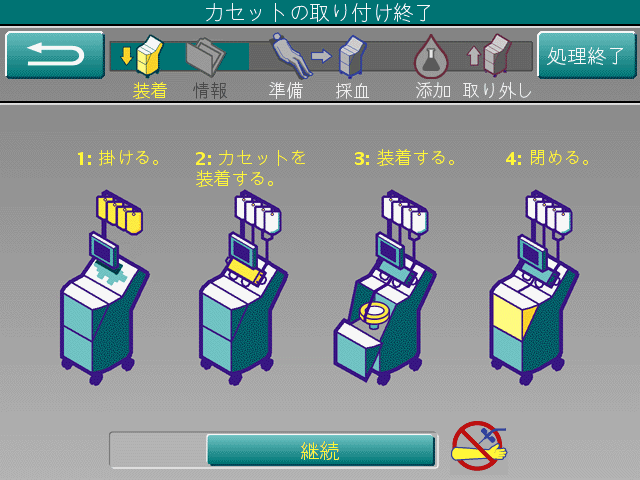 カセットの取り付け終了
処理終了
装着
情報
準備
採血
添加
取り外し
1: 掛ける。
2: カセットを
装着する。
3: 装着する。
4: 閉める。
継続